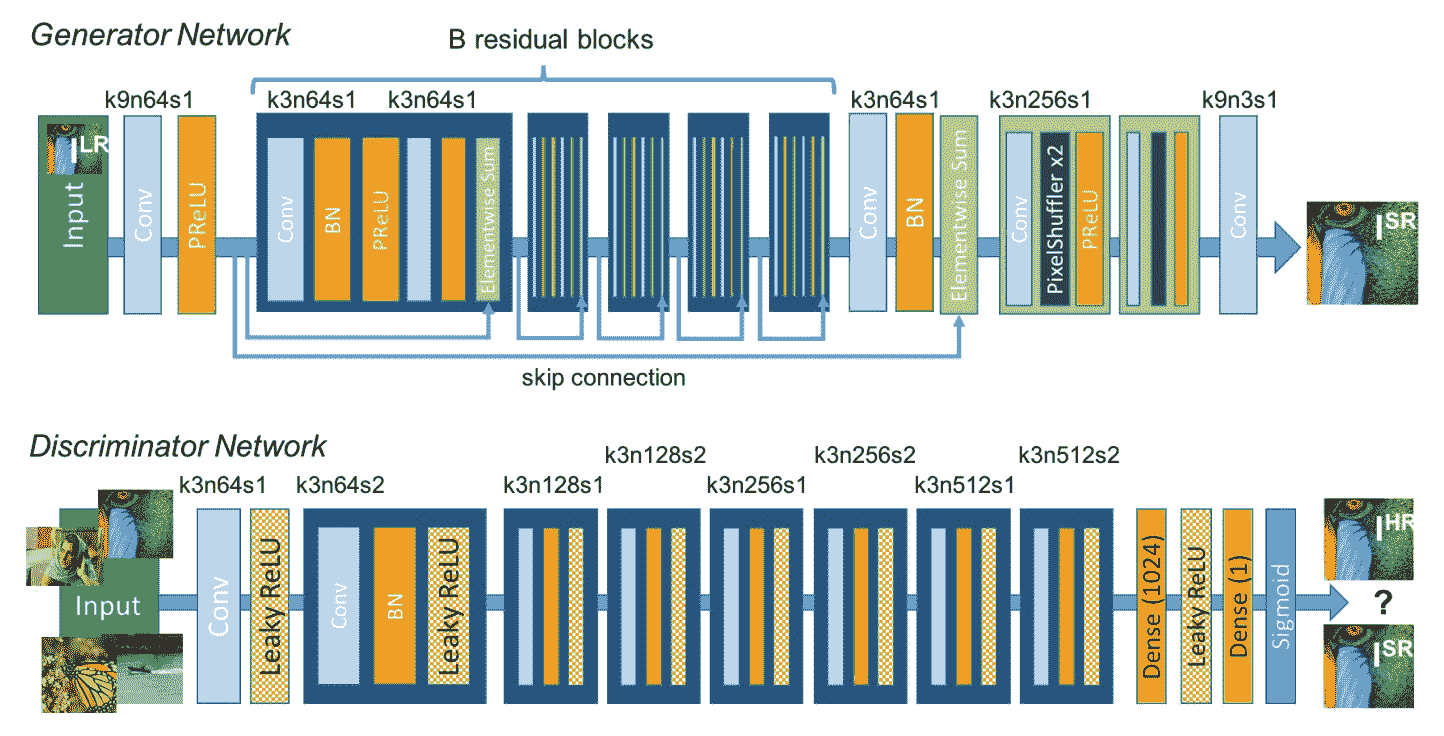 Generator Network
B residual blocks
k9n64s1
k3n64s1
k3n64s1
k3n64s1
k3n256s1
k9n3s1
I^LR
Input
Conv
PReLU
Conv
BN
PReLU
Elementwise Sum
Conv
BN
Elementwise Sum
Conv
PixelShuffler x2
PReLU
Conv
I^SR
skip connection
Discriminator Network
k3n128s2
k3n256s2
k3n512s2
k3n64s1
k3n64s2
k3n128s1
k3n256s1
k3n512s1
Input
Conv
Leaky ReLU
Conv
BN
Leaky ReLU
Dense (1024)
Leaky ReLU
Dense (1)
Sigmoid
I^HR
?
I^SR